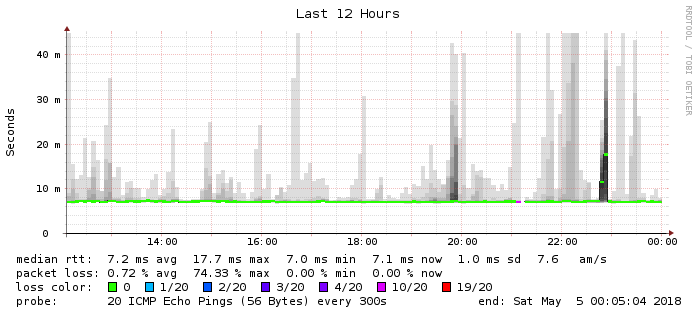 Last 12 Hours
RRDTOOL / TOBI OETIKER
Seconds
40 m
30 m
20 m
10 m
0
14:00 16:00 18:00 20:00 22:00 00:00
median rtt: 7.2 ms avg 17.7 ms max 7.0 ms min 7.1 ms now 1.0 ms sd 7.6 am/s
packet loss: 0.72 % avg 74.33 % max 0.00 % min 0.00 % now
loss color: 0 1/20 2/20 3/20 4/20 10/20 19/20
probe: 20 ICMP Echo Pings (56 Bytes) every 300s end: Sat May 5 00:05:04 2018